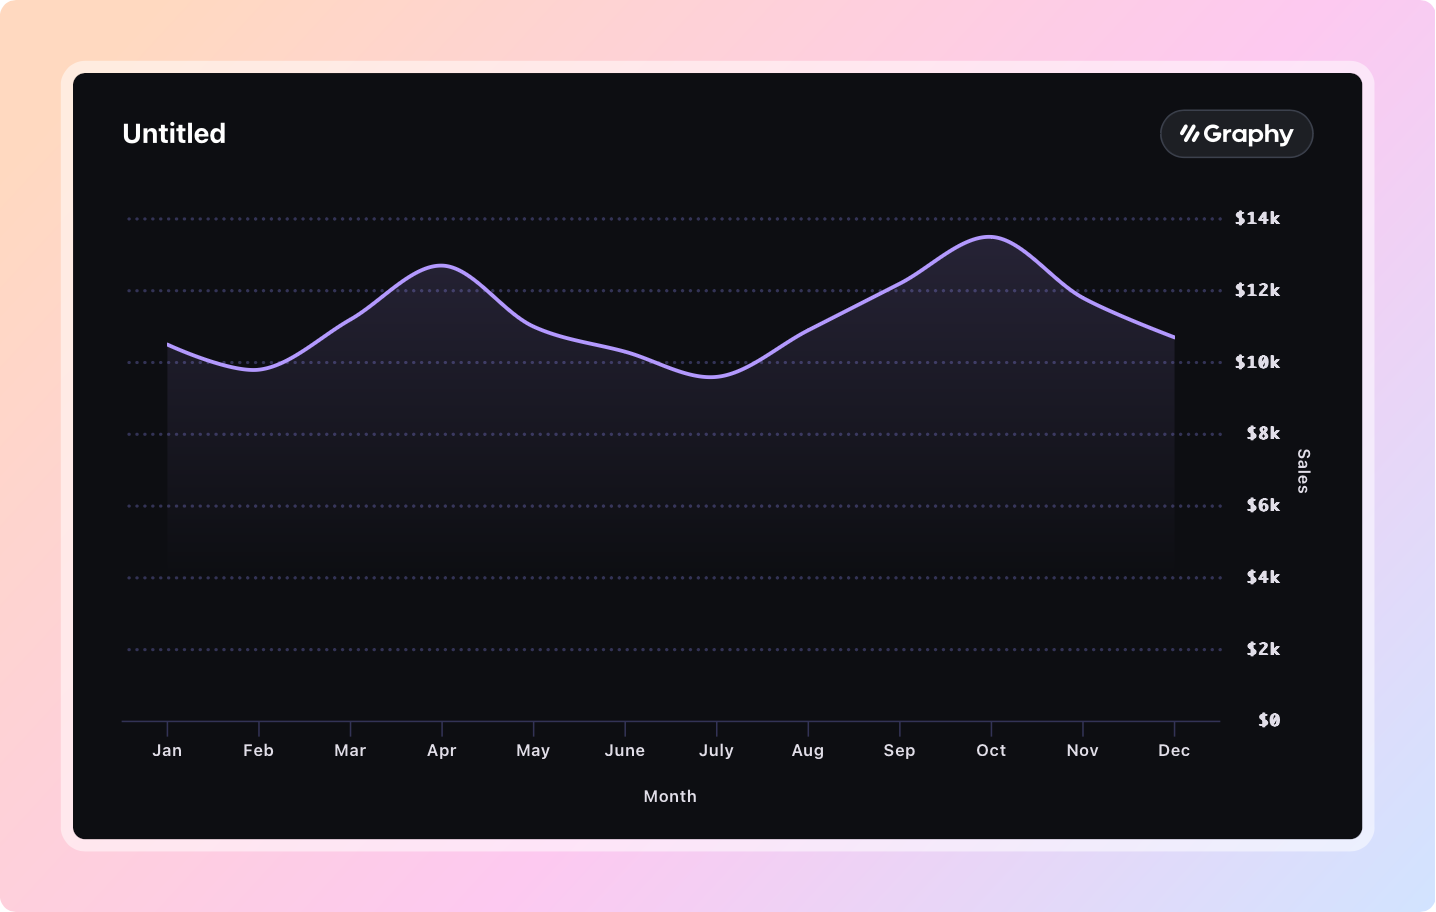 Untitled
Graphy
$14k
$12k
$10k
$8k
$6k
$4k
$2k
$0
Sales
Jan Feb Mar Apr May June July Aug Sep Oct Nov Dec
Month